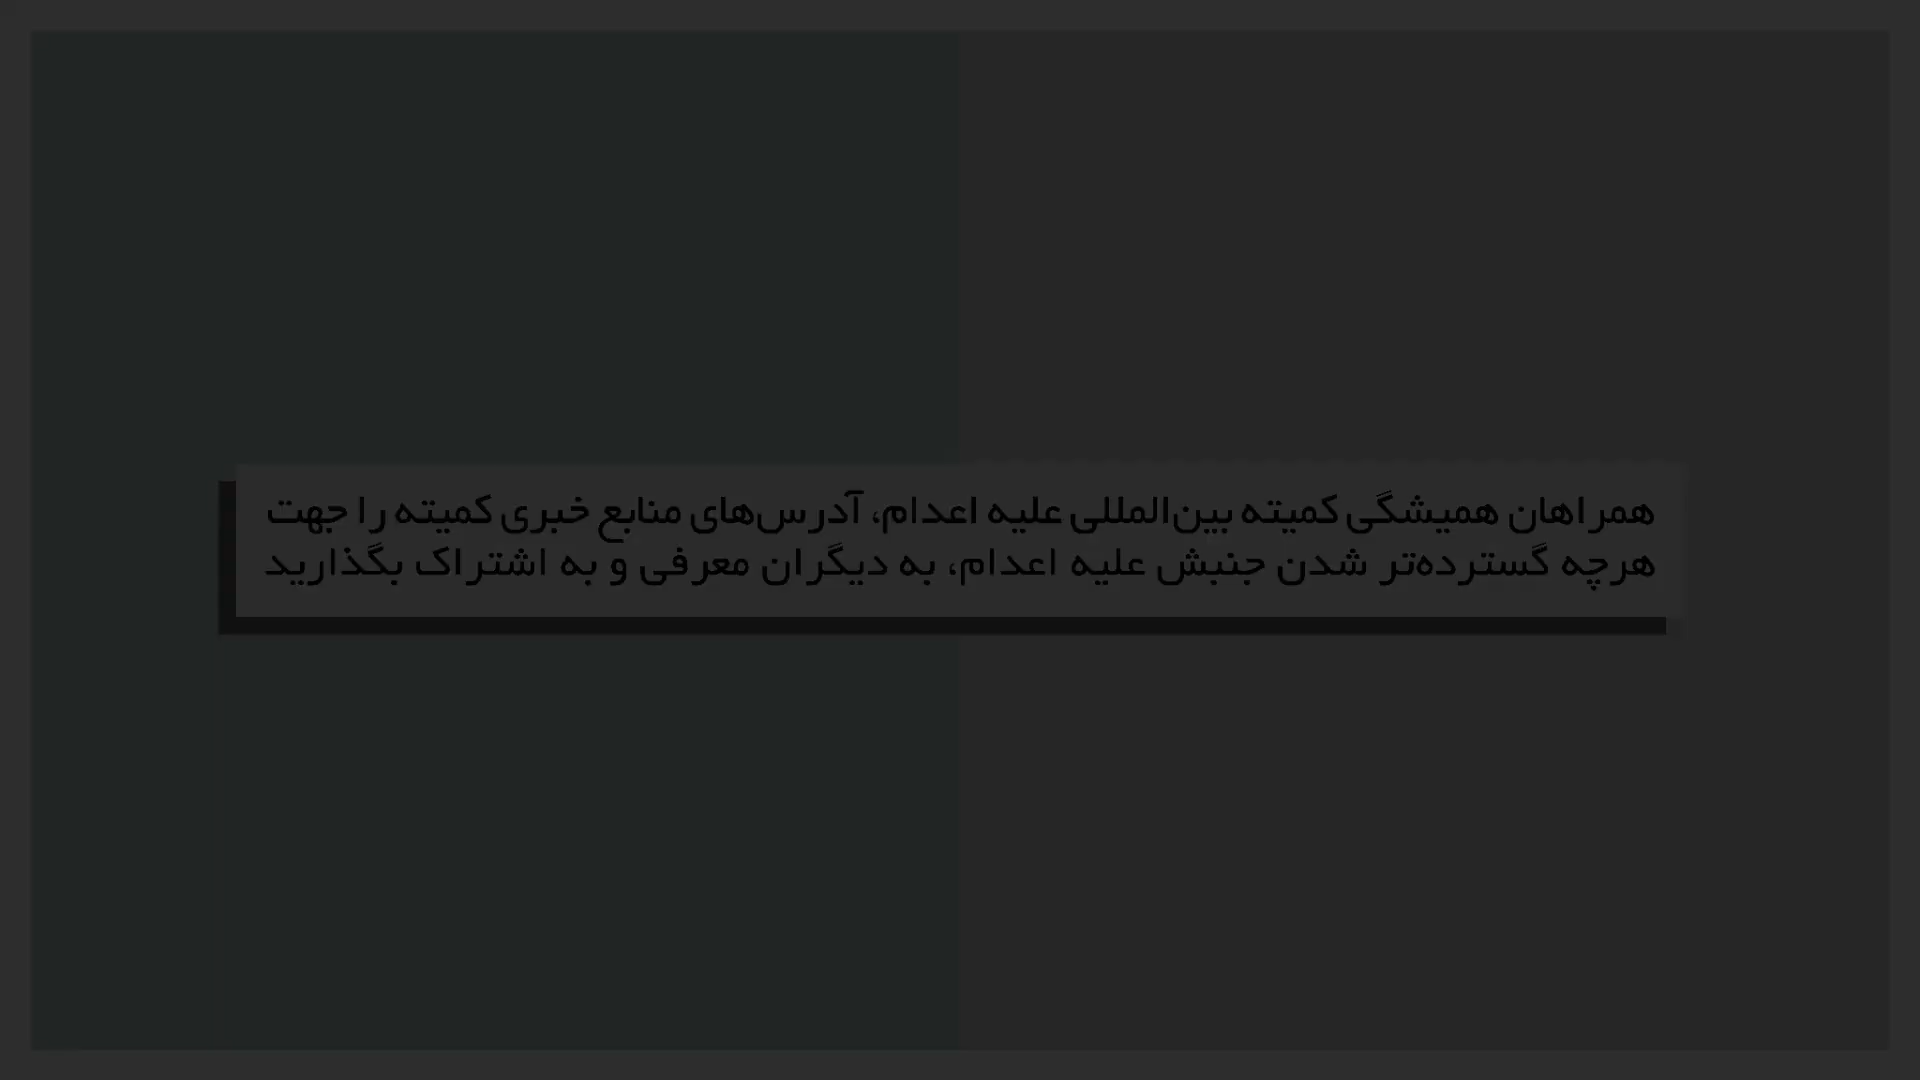 همراهان همیشگی کمیته بین‌المللی علیه اعدام، آدرس‌های منابع خبری کمیته را جهت
هرچه گسترده‌تر شدن جنبش علیه اعدام، به دیگران معرفی و به اشتراک بگذارید